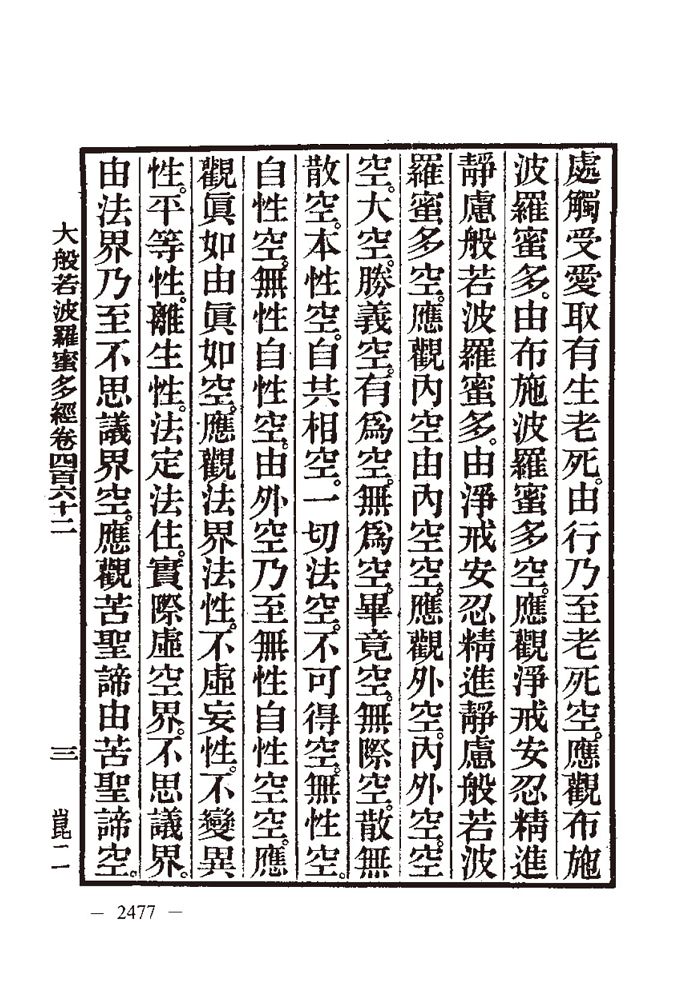 處觸受愛取有生老死。由行乃至老死空。應觀布施
波羅蜜多。由布施波羅蜜多空。應觀淨戒安忍精進
靜慮般若波羅蜜多。由淨戒安忍精進靜慮般若波
羅蜜多空。應觀內空由內空空。應觀外空。內外空。空
空。大空。勝義空。有爲空。無爲空。畢竟空。無際空。散無
散空。本性空。自共相空。一切法空。不可得空。無性空。
自性空。無性自性空。由外空乃至無性自性空空。應
觀眞如由眞如空。應觀法界法性。不虛妄性。不變異
性。平等性。離生性。法定法住。實際虛空界。不思議界。
由法界乃至不思議界空。應觀苦聖諦由苦聖諦空。
大般若波羅蜜多經卷四百六十二 三 崑二
— 2477 —